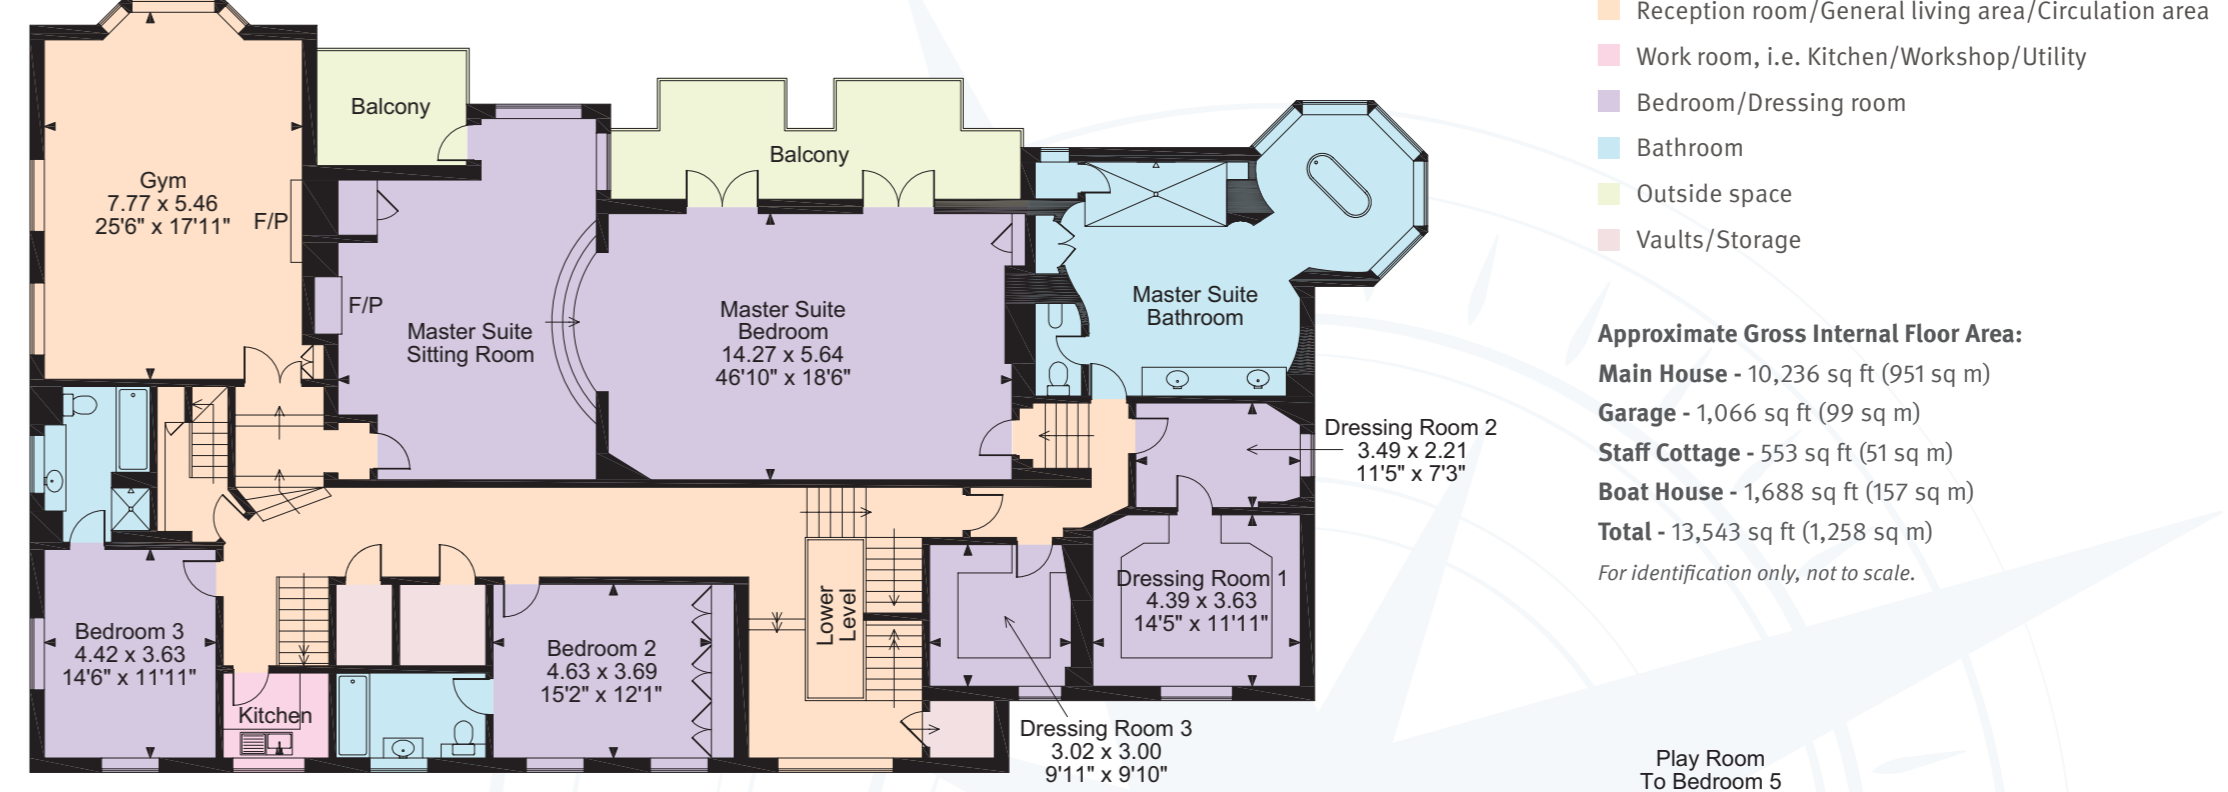 Gym
7.77 x 5.46
25'6" x 17'11"
F/P
Balcony
Balcony
F/P
Master Suite
Sitting Room
Master Suite
Bedroom
14.27 x 5.64
46'10" x 18'6"
Master Suite
Bathroom
Dressing Room 2
3.49 x 2.21
11'5" x 7'3"
Dressing Room 1
4.39 x 3.63
14'5" x 11'11"
Lower
Level
Bedroom 3
4.42 x 3.63
14'6" x 11'11"
Kitchen
Bedroom 2
4.63 x 3.69
15'2" x 12'1"
Dressing Room 3
3.02 x 3.00
9'11" x 9'10"
Reception room/General living area/Circulation area
Work room, i.e. Kitchen/Workshop/Utility
Bedroom/Dressing room
Bathroom
Outside space
Vaults/Storage
Approximate Gross Internal Floor Area:
Main House - 10,236 sq ft (951 sq m)
Garage - 1,066 sq ft (99 sq m)
Staff Cottage - 553 sq ft (51 sq m)
Boat House - 1,688 sq ft (157 sq m)
Total - 13,543 sq ft (1,258 sq m)
For identification only, not to scale.
Play Room
To Bedroom 5